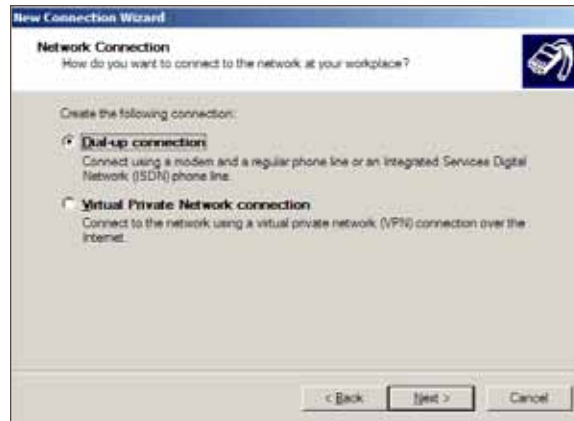 New Connection Wizard
Network Connection
How do you want to connect to the network at your workplace?
Create the following connection:
Dial-up connection
Connect using a modem and a regular phone line or an Integrated Services Digital
Network (ISDN) phone line.
Virtual Private Network connection
Connect to the network using a virtual private network (VPN) connection over the
Internet.
< Back Next > Cancel